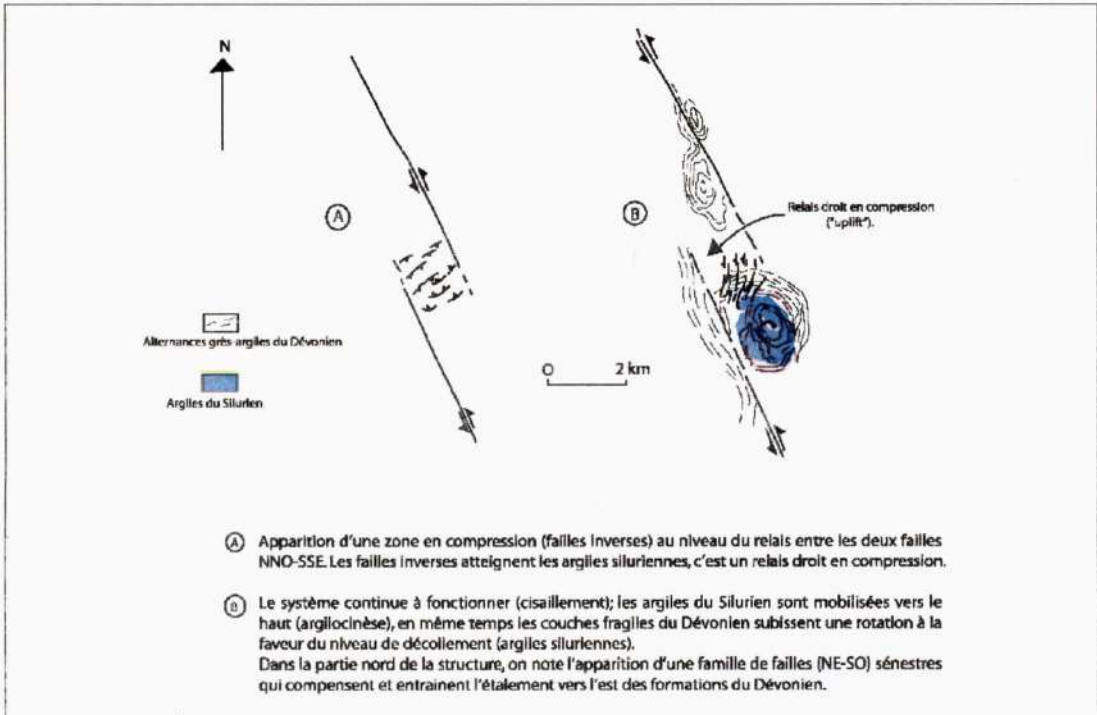 N
A
B
Relais droit en compression
("uplift").
Alternances grès-argiles du Dévonien
Argiles du Silurien
O 2 km
A Apparition d'une zone en compression (failles inverses) au niveau du relais entre les deux failles
NNO-SSE. Les failles inverses atteignent les argiles siluriennes, c'est un relais droit en compression.
B Le système continue à fonctionner (cisaillement); les argiles du Silurien sont mobilisées vers le
haut (argilocinèse), en même temps les couches fragiles du Dévonien subissent une rotation à la
faveur du niveau de décollement (argiles siluriennes).
Dans la partie nord de la structure, on note l'apparition d'une famille de failles (NE-SO) sénestres
qui compensent et entrainent l'étalement vers l'est des formations du Dévonien.